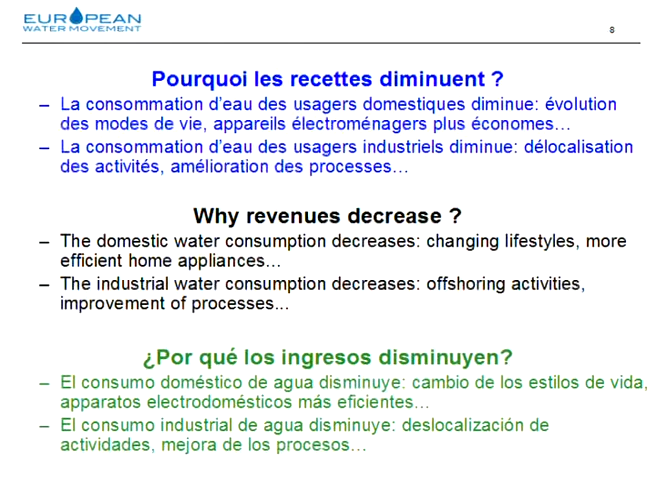 EUROPEAN
WATER MOVEMENT
8
Pourquoi les recettes diminuent ?
– La consommation d'eau des usagers domestiques diminue: évolution
des modes de vie, appareils électroménagers plus économes…
– La consommation d'eau des usagers industriels diminue: délocalisation
des activités, amélioration des processes…
Why revenues decrease ?
– The domestic water consumption decreases: changing lifestyles, more
efficient home appliances…
– The industrial water consumption decreases: offshoring activities,
improvement of processes...
¿Por qué los ingresos disminuyen?
– El consumo doméstico de agua disminuye: cambio de los estilos de vida,
apparatos electrodomésticos más eficientes…
– El consumo industrial de agua disminuye: deslocalización de
actividades, mejora de los procesos…